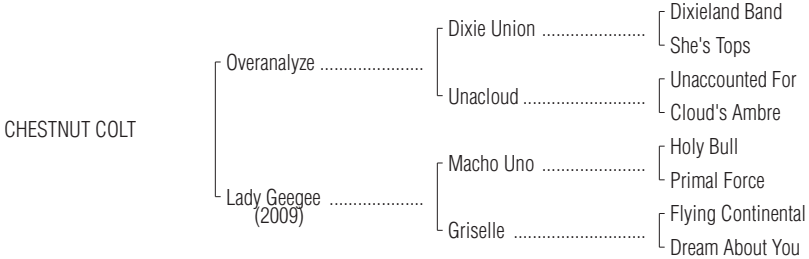 Dixieland Band
Dixie Union ......................
She's Tops
Overanalyze ......................
Unaccounted For
Unacloud ..........................
Cloud's Ambre
CHESTNUT COLT
Holy Bull
Macho Uno ......................
Primal Force
Lady Geegee ....................
(2009)
Flying Continental
Griselle ............................
Dream About You